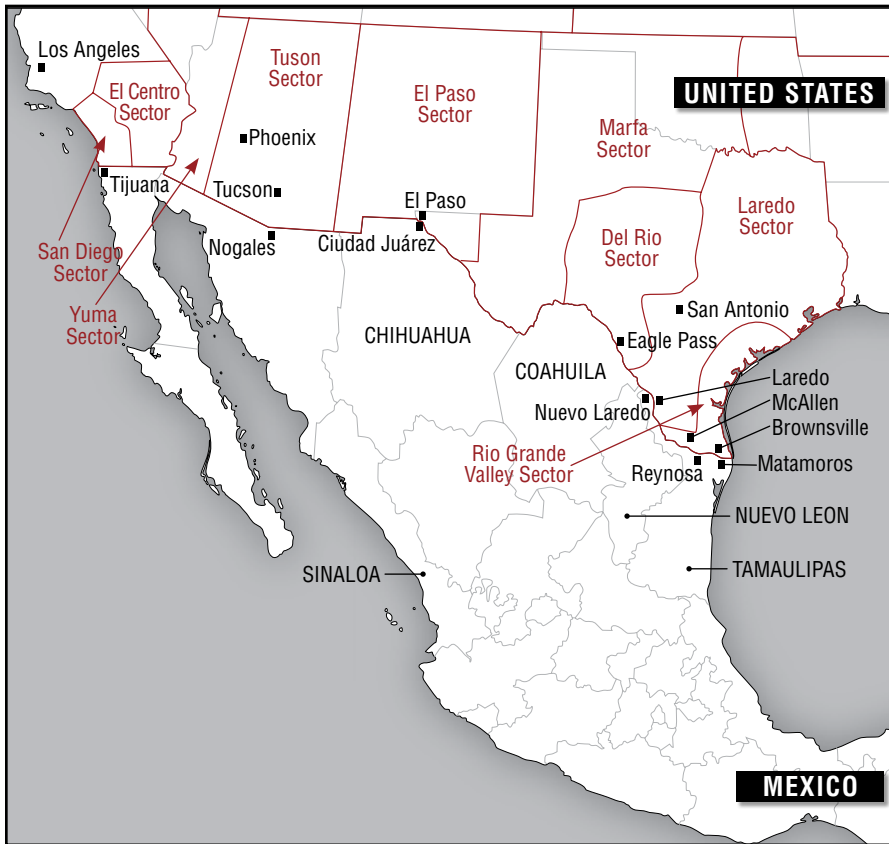 Los Angeles
El Centro
Sector
Tuson
Sector
El Paso
Sector
UNITED STATES
Marfa
Sector
Phoenix
Tijuana
Tucson
El Paso
Laredo
Sector
San Diego
Sector
Nogales
Ciudad Juárez
Del Rio
Sector
Yuma
Sector
San Antonio
CHIHUAHUA
Eagle Pass
COAHUILA
Laredo
Nuevo Laredo
McAllen
Brownsville
Rio Grande
Valley Sector
Reynosa
Matamoros
NUEVO LEON
SINALOA
TAMAULIPAS
MEXICO